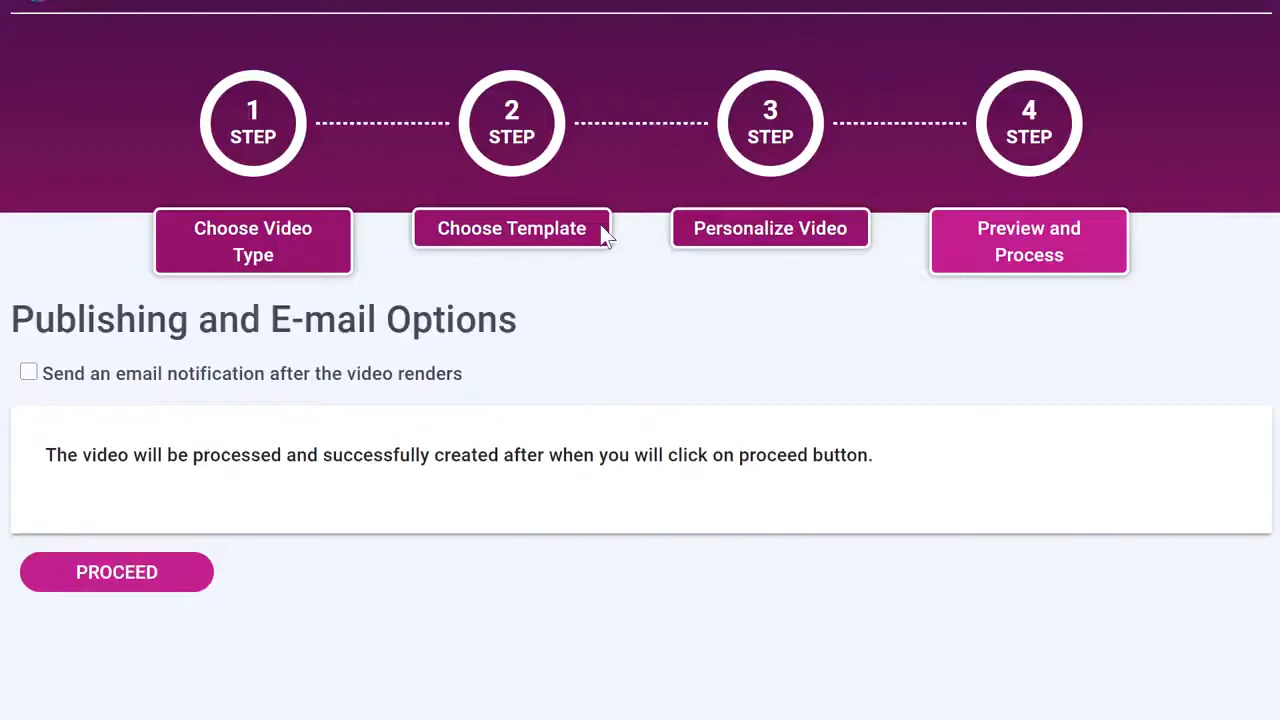 1
STEP
2
STEP
3
STEP
4
STEP
Choose Video
Type
Choose Template
Personalize Video
Preview and
Process
Publishing and E-mail Options
Send an email notification after the video renders
The video will be processed and successfully created after when you will click on proceed button.
PROCEED